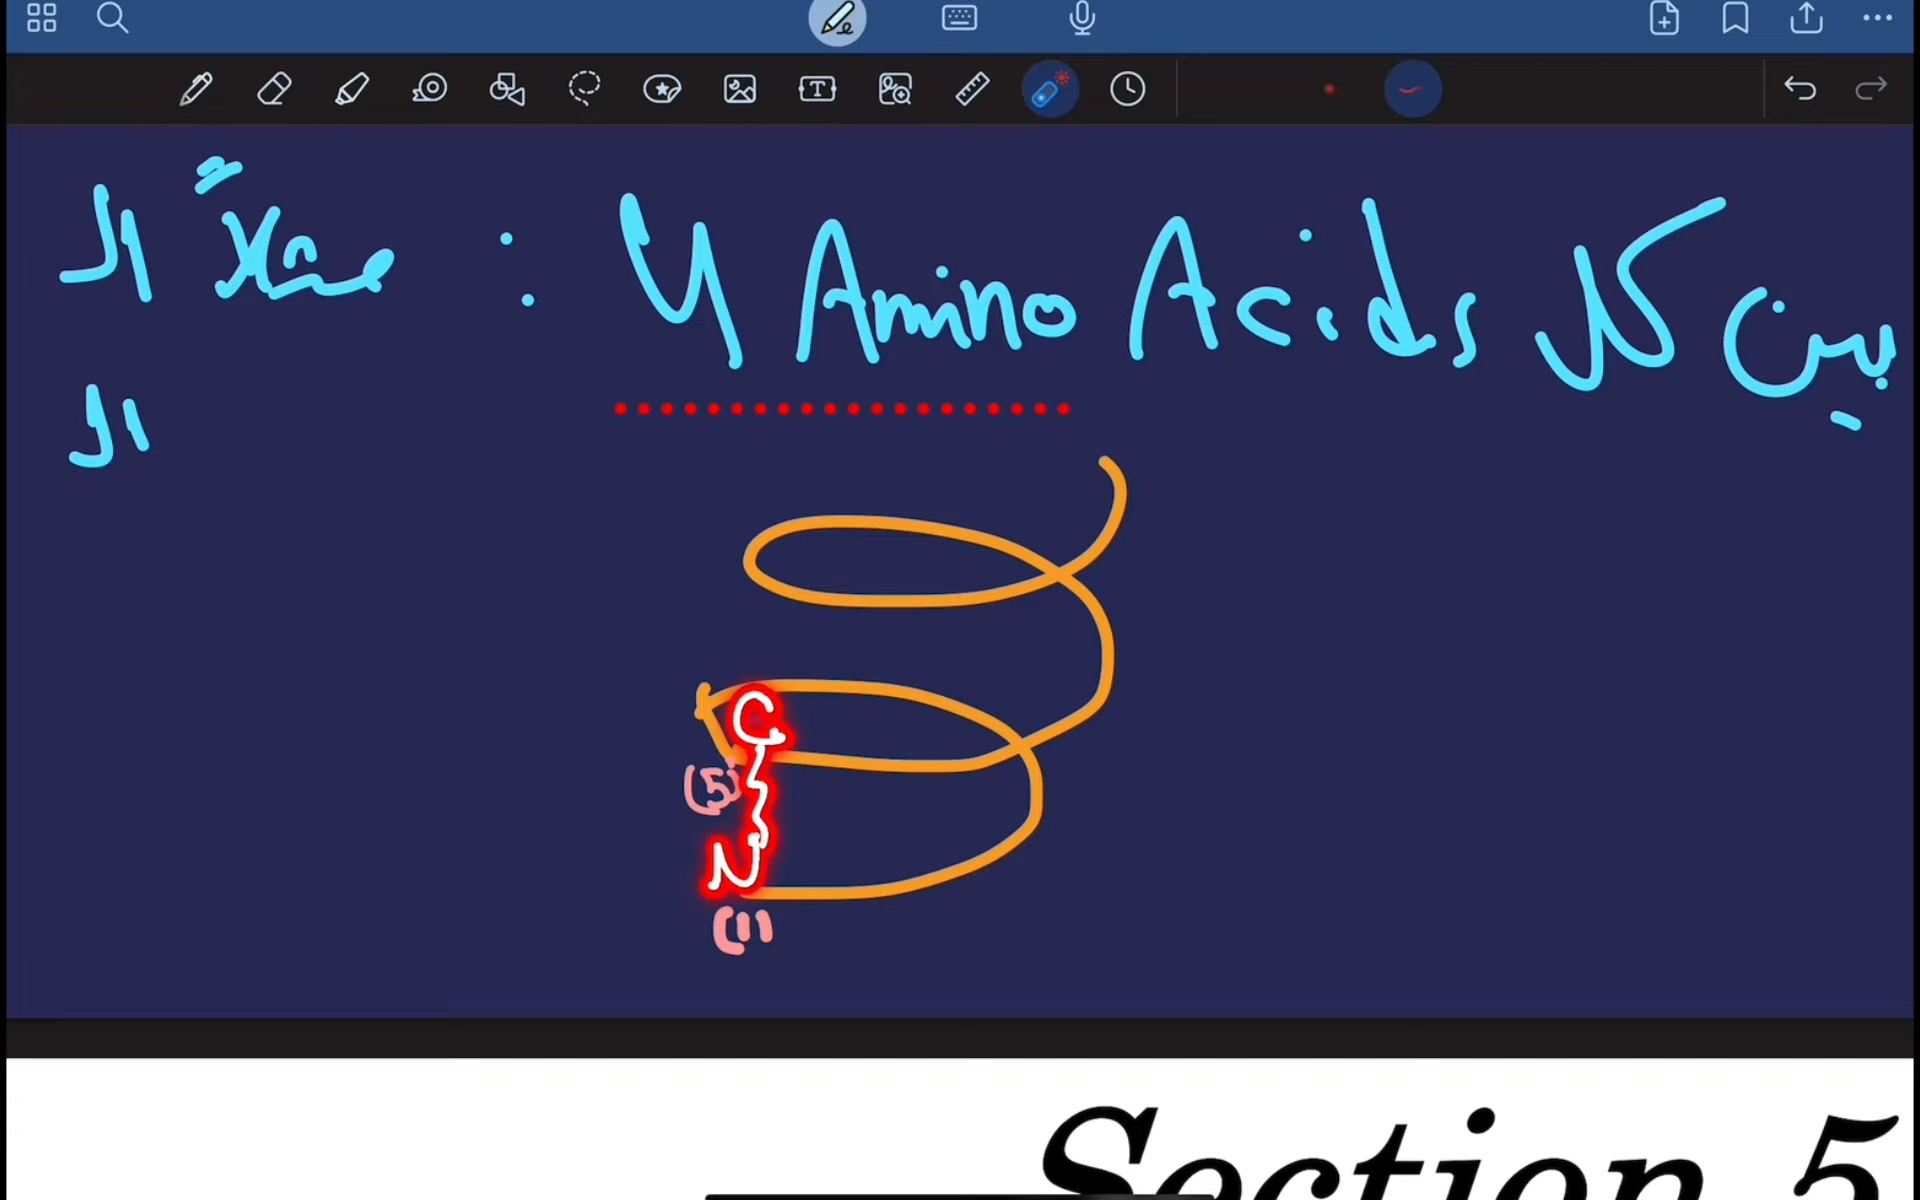 بين كل 4 Amino Acids : مثلاً ال
ال
C
(5)
N
(1)
Section 5